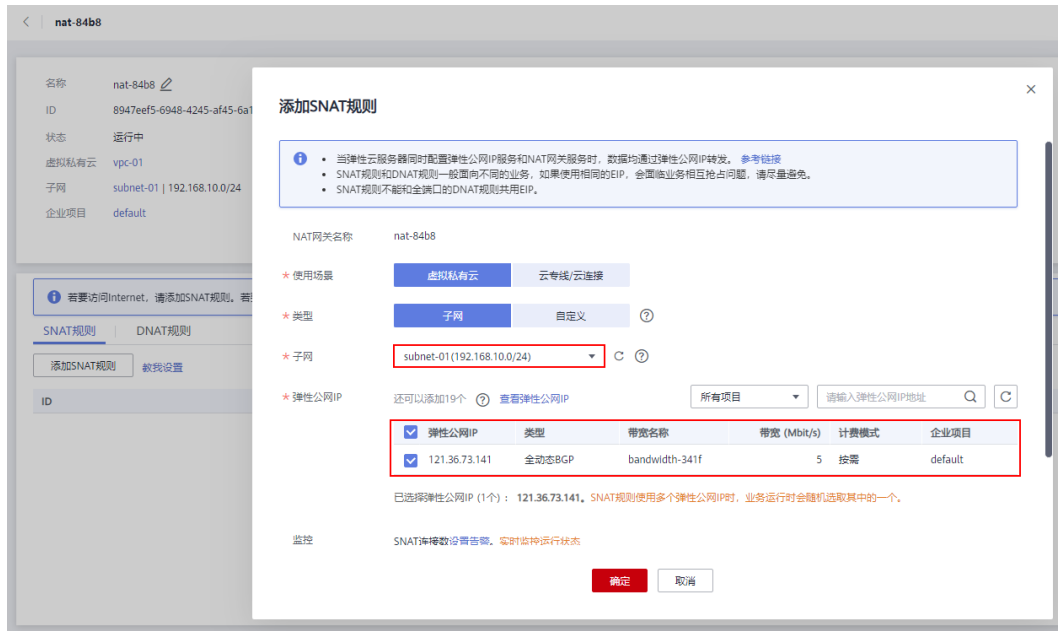 nat-84b8
名称 nat-84b8
ID 8947eef5-6948-4245-af45-6a1
状态 运行中
虚拟私有云 vpc-01
子网 subnet-01 | 192.168.10.0/24
企业项目 default
若要访问Internet，请添加SNAT规则。若
SNAT规则 DNAT规则
添加SNAT规则 教我设置
ID
添加SNAT规则
当弹性云服务器同时配置弹性公网IP服务和NAT网关服务时，数据均通过弹性公网IP转发。 参考链接
SNAT规则和DNAT规则一般面向不同的业务，如果使用相同的EIP，会面临业务相互抢占问题，请尽量避免。
SNAT规则不能和全端口的DNAT规则共用EIP。
NAT网关名称 nat-84b8
* 使用场景 虚拟私有云 云专线/云连接
* 类型 子网 自定义
* 子网 subnet-01(192.168.10.0/24)
* 弹性公网IP 还可以添加19个 查看弹性公网IP 所有项目 请输入弹性公网IP地址
弹性公网IP 类型 带宽名称 带宽 (Mbit/s) 计费模式 企业项目
121.36.73.141 全动态BGP bandwidth-341f 5 按需 default
已选择弹性公网IP (1个) ： 121.36.73.141。SNAT规则使用多个弹性公网IP时，业务运行时会随机选取其中的一个。
监控 SNAT连接数设置告警。实时监控运行状态
确定 取消